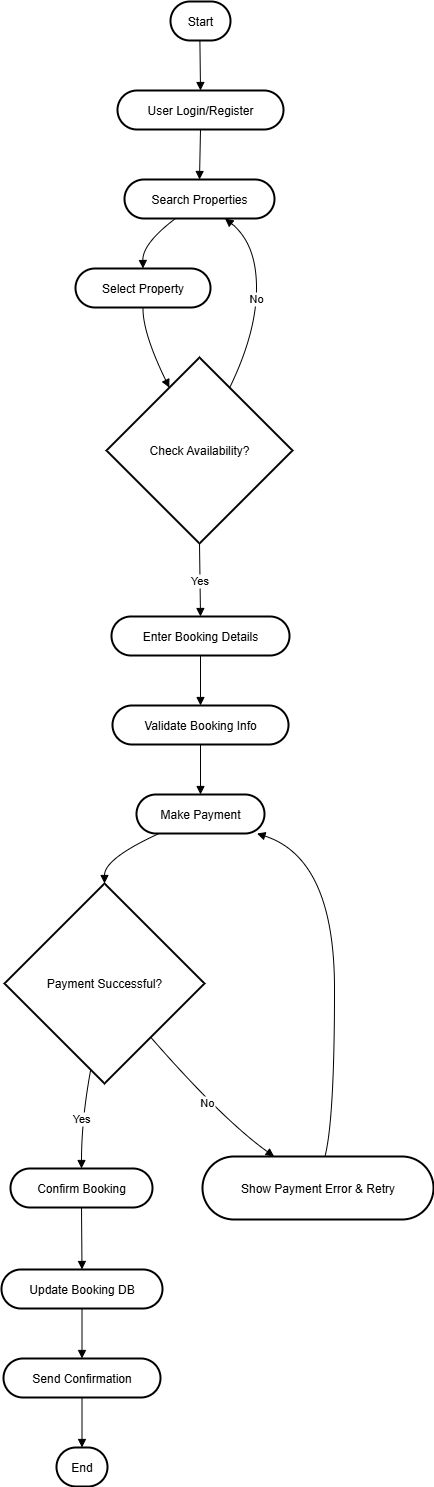 Start
User Login/Register
Search Properties
Select Property
No
Check Availability?
Yes
Enter Booking Details
Validate Booking Info
Make Payment
Payment Successful?
Yes
No
Confirm Booking
Show Payment Error & Retry
Update Booking DB
Send Confirmation
End